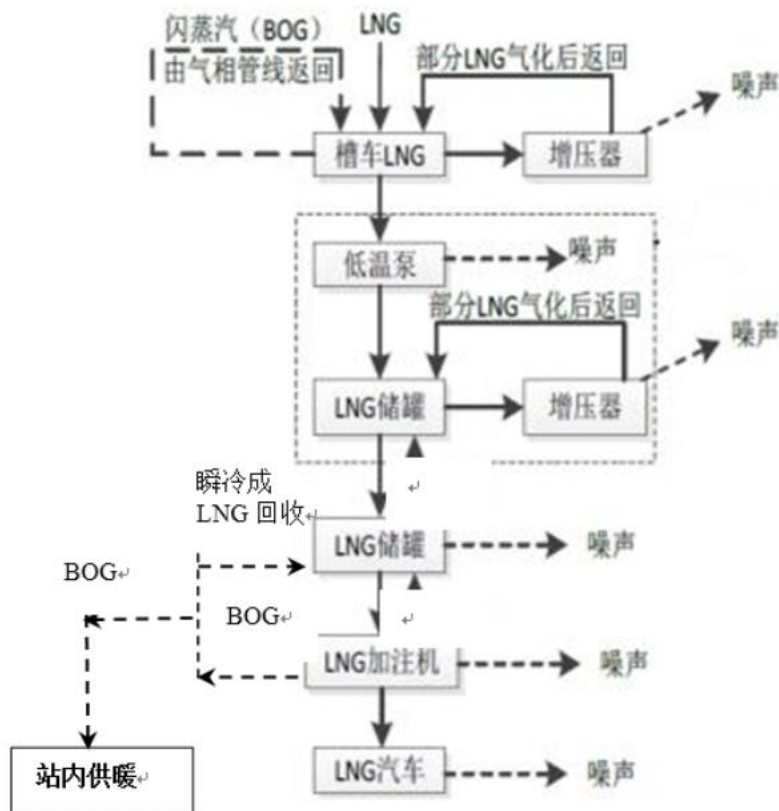 闪蒸汽（BOG）
LNG
由气相管线返回
部分LNG气化后返回
噪声
槽车LNG
增压器
低温泵
噪声
部分LNG气化后返回
噪声
LNG储罐
增压器
瞬冷成
LNG 回收
LNG储罐
噪声
BOG
BOG
LNG加注机
噪声
站内供暖
LNG汽车
噪声